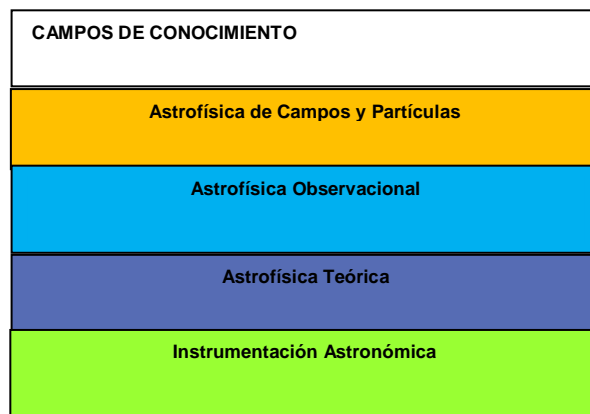 CAMPOS DE CONOCIMIENTO
Astrofísica de Campos y Partículas
Astrofísica Observacional
Astrofísica Teórica
Instrumentación Astronómica